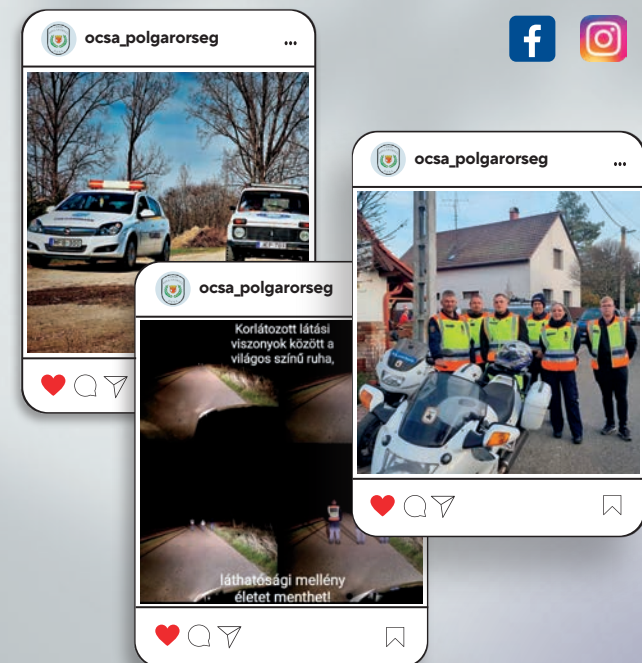 ocsa_polgarorseg
ocsa_polgarorseg
ocsa_polgarorseg
Korlátozott látási
viszonyok között a
világos színű ruha,
láthatósági mellény
életet menthet!